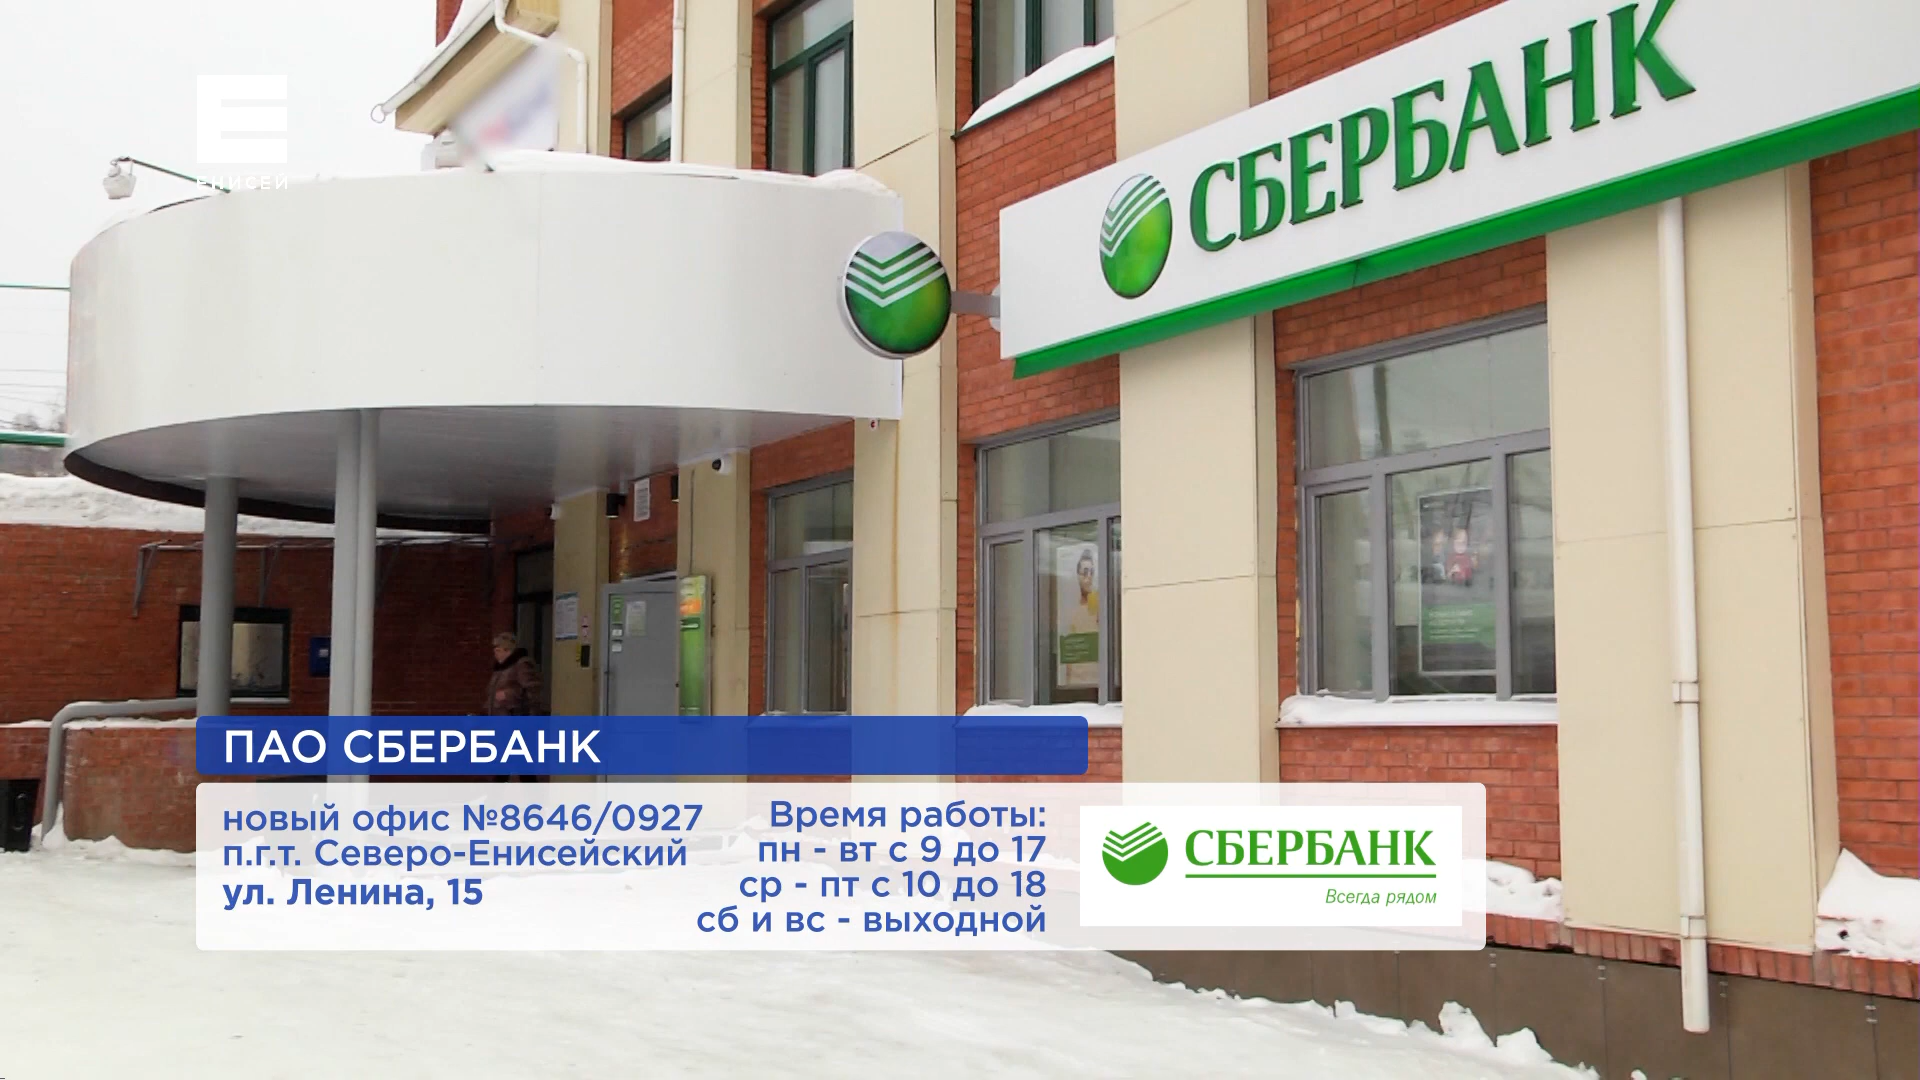 ЕНИСЕЙ
СБЕРБАНК
ПАО СБЕРБАНК
новый офис №8646/0927
п.г.т. Северо-Енисейский
ул. Ленина, 15
Время работы:
пн - вт с 9 до 17
ср - пт с 10 до 18
сб и вс - выходной
СБЕРБАНК
Всегда рядом